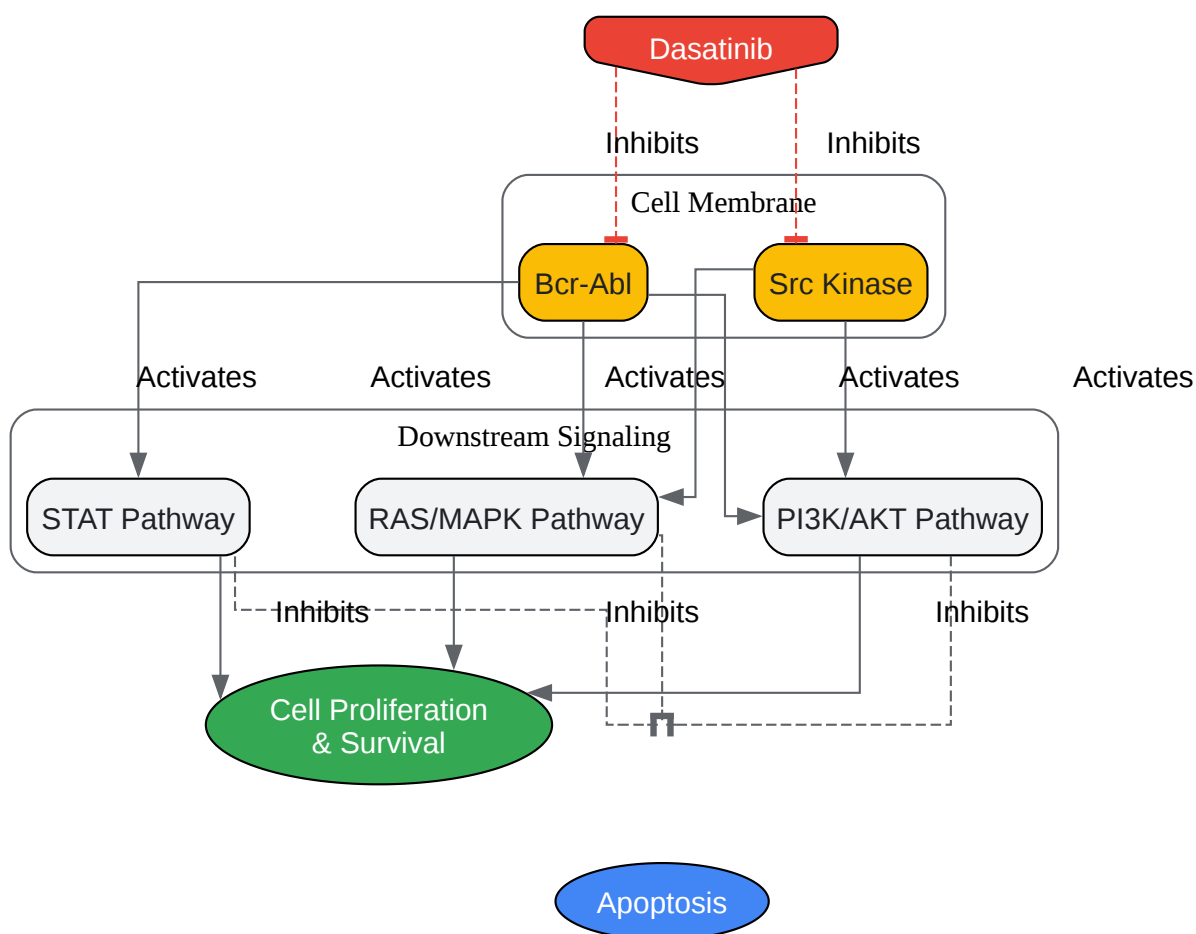 Dasatinib
Inhibits
Inhibits
Cell Membrane
Bcr-Abl
Src Kinase
Activates
Activates
Activates
Activates
Activates
Downstream Signaling
STAT Pathway
RAS/MAPK Pathway
PI3K/AKT Pathway
Inhibits
Inhibits
Inhibits
Cell Proliferation
& Survival
Apoptosis